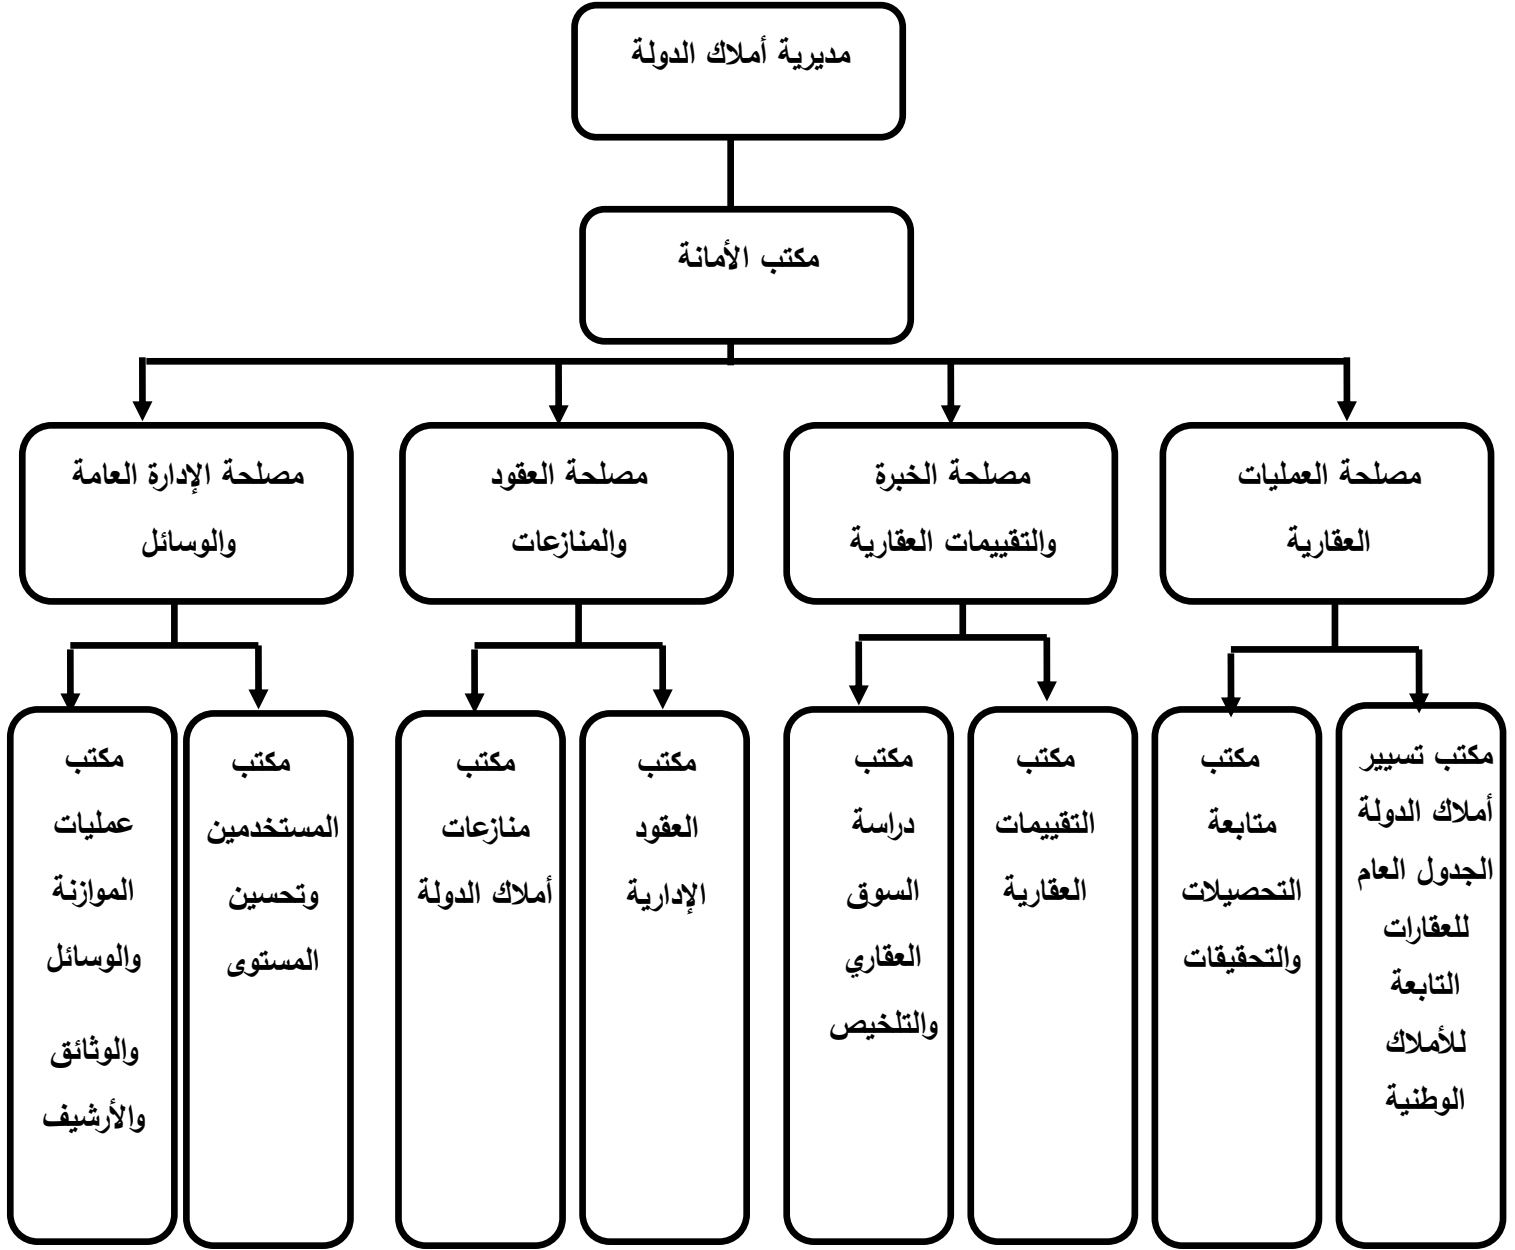 مديرية أملاك الدولة
مكتب الأمانة
مصلحة العمليات
العقارية
مصلحة الخبرة
والتقييمات العقارية
مصلحة العقود
والمنازعات
مصلحة الإدارة العامة
والوسائل
مكتب تسيير
أملاك الدولة
الجدول العام
للعقارات
التابعة
للأملاك
الوطنية
مكتب
متابعة
التحصيلات
والتحقيقات
مكتب
التقييمات
العقارية
مكتب
دراسة
السوق
العقاري
والتلخيص
مكتب
العقود
الإدارية
مكتب
منازعات
أملاك الدولة
مكتب
المستخدمين
وتحسين
المستوى
مكتب
عمليات
الموازنة
والوسائل
والوثائق
والأرشيف